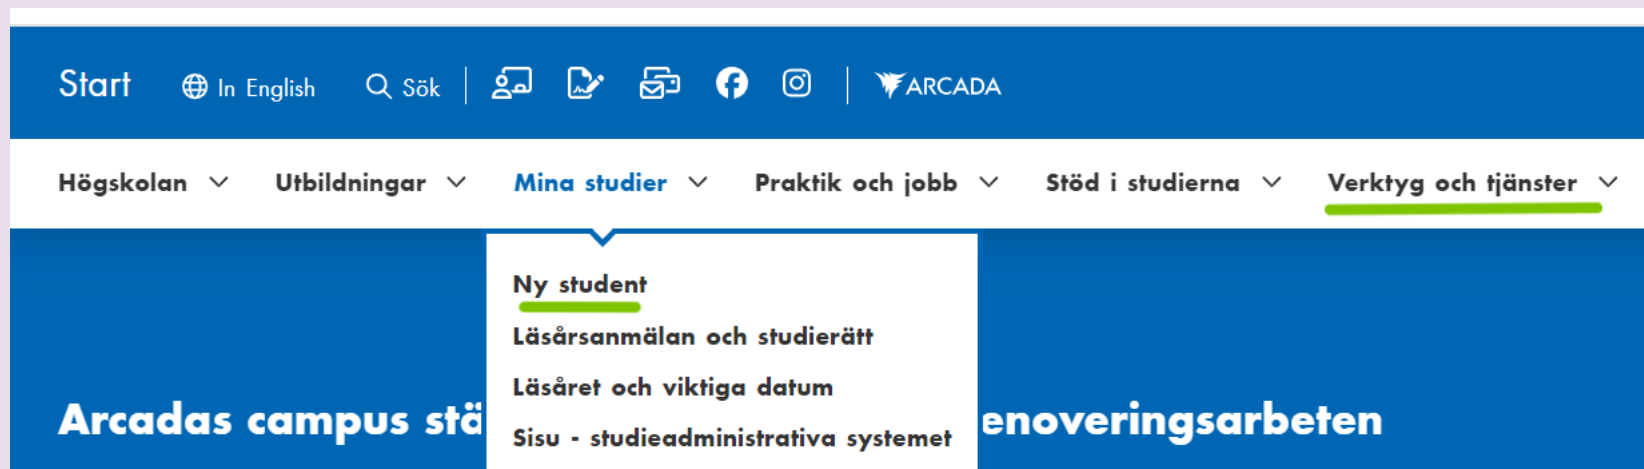 Start In English Sök ARCADA
Högskolan Utbildningar Mina studier Praktik och jobb Stöd i studierna Verktyg och tjänster
Ny student
Läsårsanmälan och studierätt
Läsåret och viktiga datum
Sisu - studieadministrativa systemet
Arcadas campus stä enoveringsarbeten